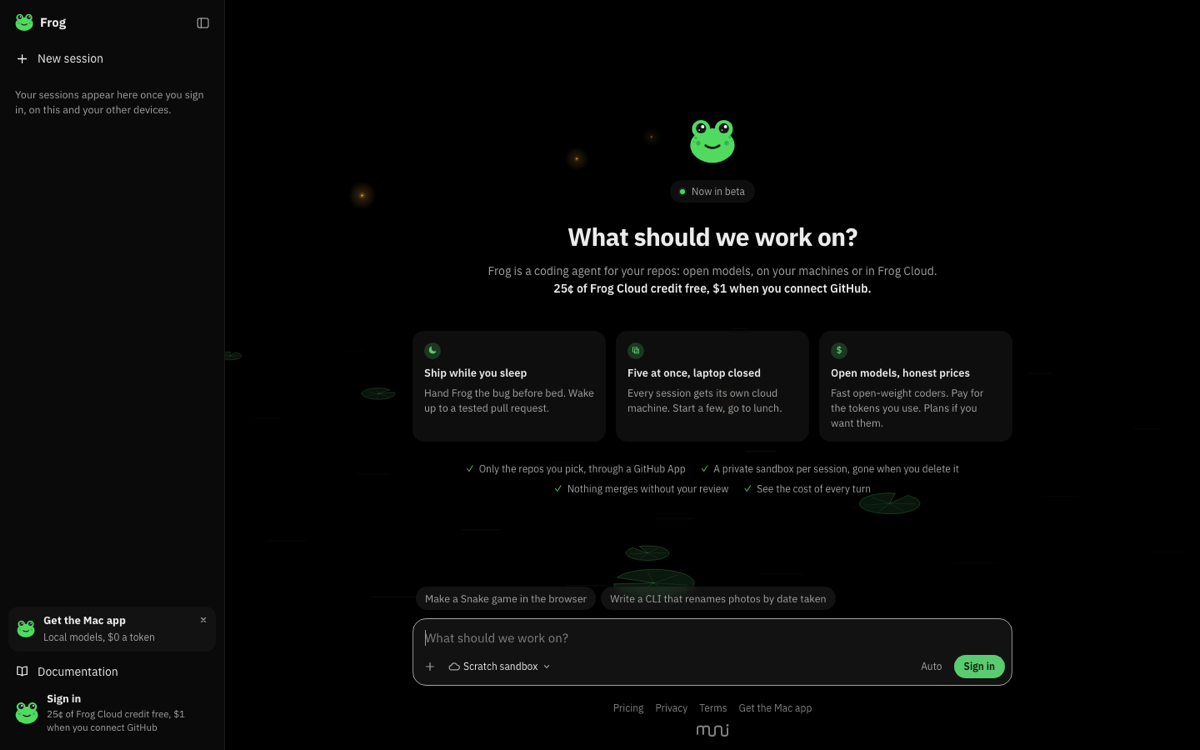 Frog
New session
Your sessions appear here once you sign
in, on this and your other devices.
Get the Mac app
Local models, $0 a token
Documentation
Sign in
25¢ of Frog Cloud credit free, $1
when you connect GitHub
Now in beta
What should we work on?
Frog is a coding agent for your repos: open models, on your machines or in Frog Cloud.
25¢ of Frog Cloud credit free, $1 when you connect GitHub.
Ship while you sleep
Hand Frog the bug before bed. Wake
up to a tested pull request.
Five at once, laptop closed
Every session gets its own cloud
machine. Start a few, go to lunch.
$
Open models, honest prices
Fast open-weight coders. Pay for
the tokens you use. Plans if you
want them.
Only the repos you pick, through a GitHub App
A private sandbox per session, gone when you delete it
Nothing merges without your review
See the cost of every turn
Make a Snake game in the browser
Write a CLI that renames photos by date taken
What should we work on?
Scratch sandbox
Auto
Sign in
Pricing
Privacy
Terms
Get the Mac app